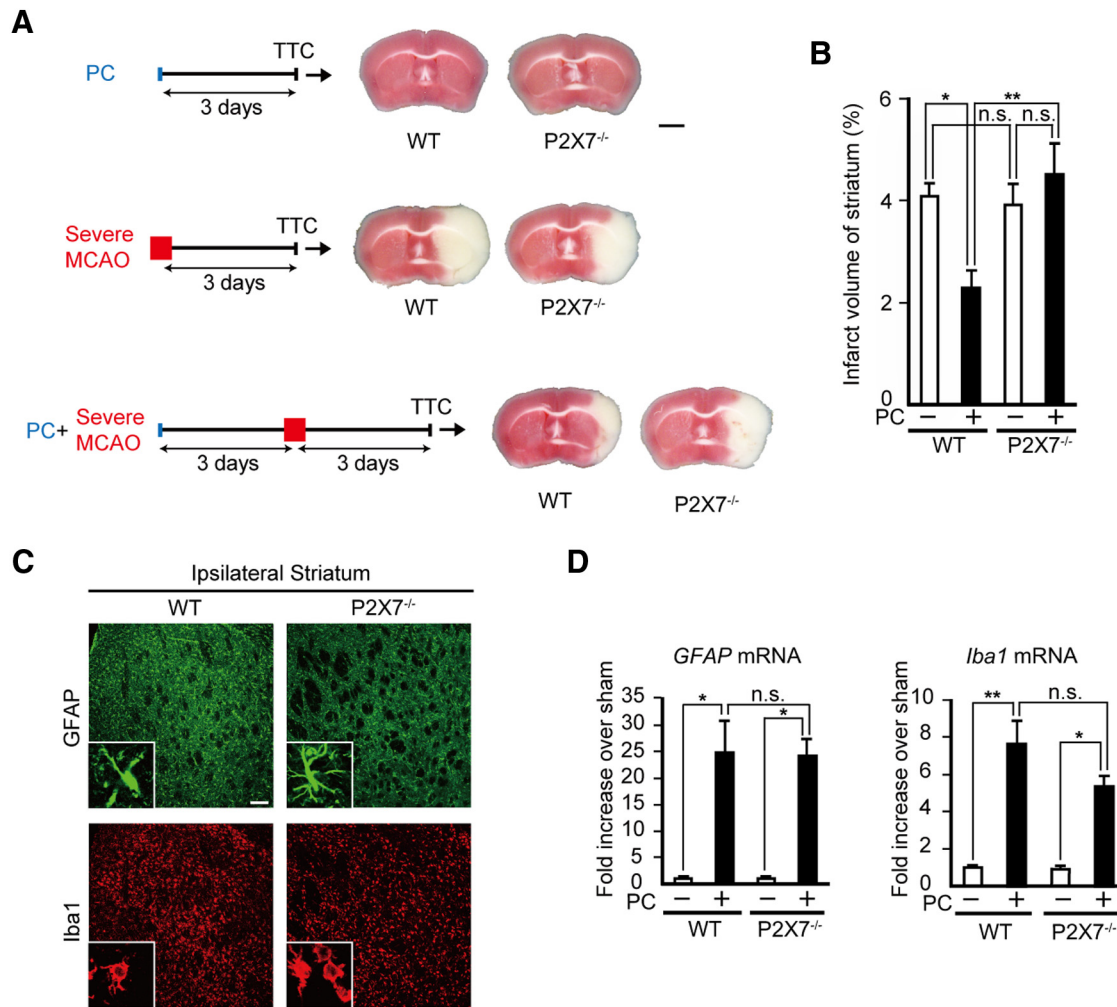 A
PC
TTC
3 days
WT
P2X7-/-
Severe
MCAO
TTC
3 days
WT
P2X7-/-
PC+ Severe
MCAO
TTC
3 days
3 days
WT
P2X7-/-
B
Infarct volume of striatum (%)
6
4
2
0
*
**
n.s.
n.s.
PC
− + − +
WT
P2X7-/-
C
Ipsilateral Striatum
WT
P2X7-/-
GFAP
Iba1
D
GFAP mRNA
Fold increase over sham
35
30
25
20
15
10
5
0
*
n.s.
*
PC
− + − +
WT
P2X7-/-
Iba1 mRNA
Fold increase over sham
10
8
6
4
2
0
**
n.s.
*
PC
− + − +
WT
P2X7-/-